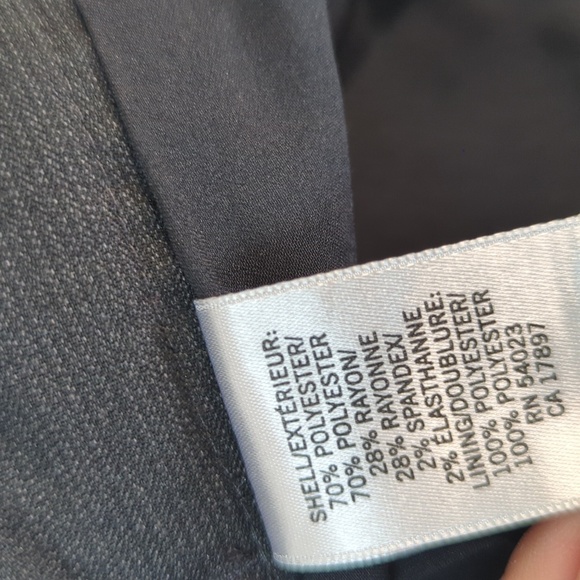 SHELL/EXTÉRIEUR:
70% POLYESTER/
70% POLYESTER
28% RAYON/
28% RAYONNE
2% SPANDEX/
2% ÉLASTHANNE
LINING/DOUBLURE:
100% POLYESTER/
100% POLYESTER
RN 54023
CA 17897